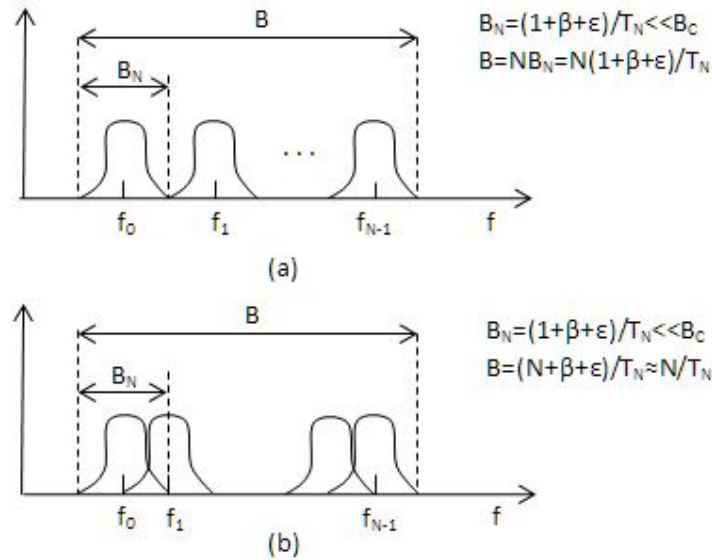 B
B_N=(1+β+ε)/T_N<<B_C
B=NB_N=N(1+β+ε)/T_N
B_N
. . .
f_0 f_1 f_N-1 f
(a)
B
B_N=(1+β+ε)/T_N<<B_C
B=(N+β+ε)/T_N≈N/T_N
B_N
f_0 f_1 f_N-1 f
(b)